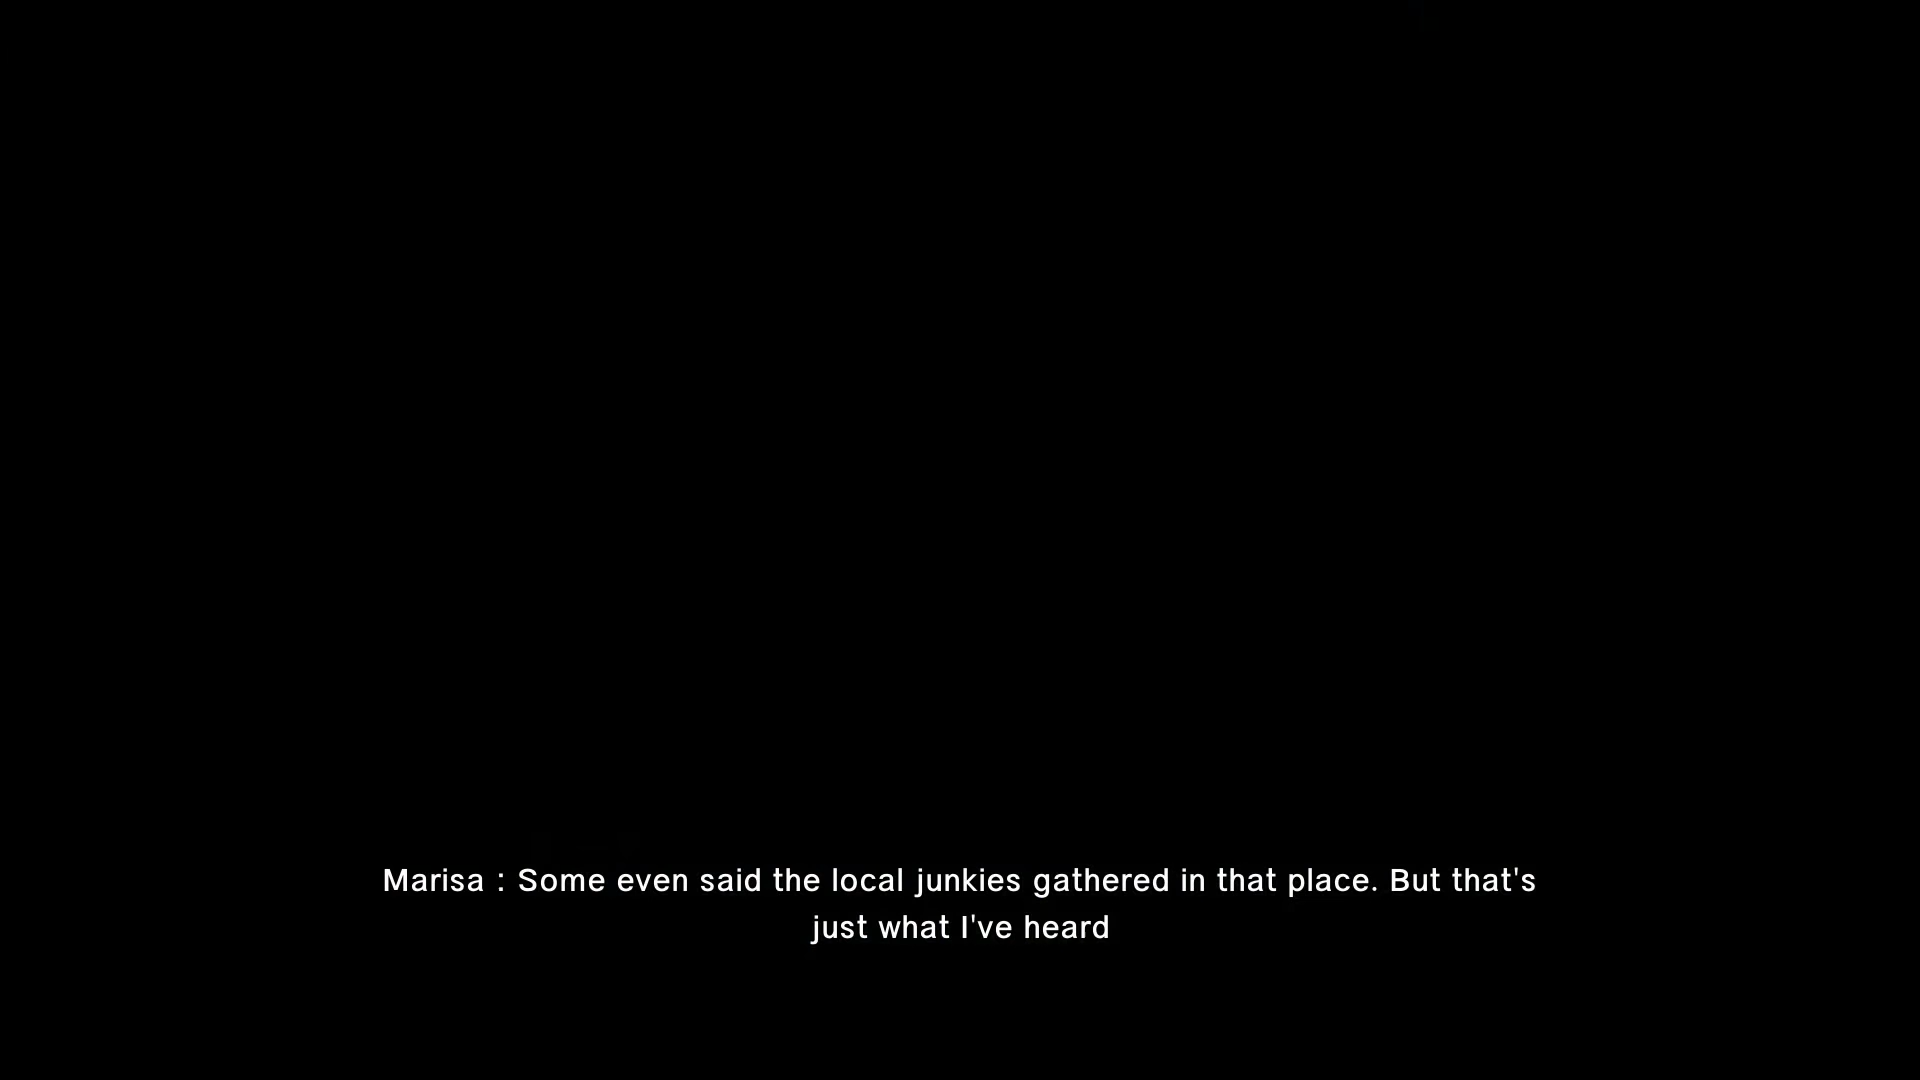 Marisa : Some even said the local junkies gathered in that place. But that's
just what I've heard